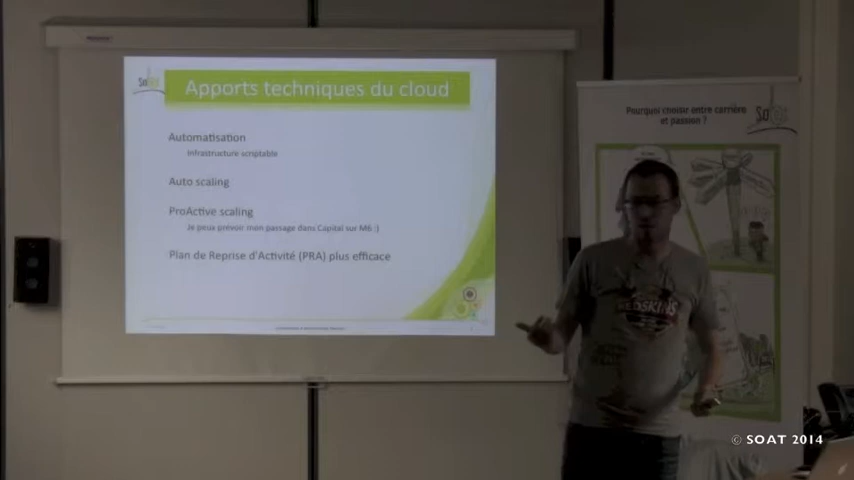 Apports techniques du cloud
Automatisation
Infrastructure scriptable
Auto scaling
ProActive scaling
Je peux prévoir mon passage dans Capital sur M6 :)
Plan de Reprise d'Activité (PRA) plus efficace
Pourquoi choisir entre carrière
et passion ?
REDSKINS
© SOAT 2014